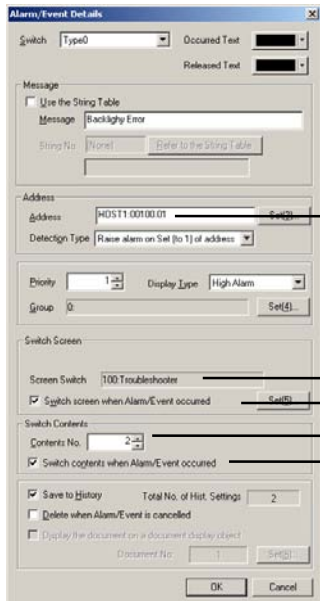 Alarm/Event Details
Switch Type0 Occurred Text
Released Text
Message
Use the String Table
Message Backlighy Error
String No [None] Refer to the String Table
Address
Address HOST1:00100.01 Set(3)...
Detection Type Raise alarm on Set (to 1) of address
Priority 1 Display Type High Alarm
Group 0: Set(4)...
Switch Screen
Screen Switch 100:Troubleshooter
Switch screen when Alarm/Event occurred Set(5)...
Switch Contents
Contents No. 2
Switch contents when Alarm/Event occurred
Save to History Total No. of Hist. Settings 2
Delete when Alarm/Event is cancelled
Display the document on a document display object
Document No. 1 Set(6)...
OK Cancel